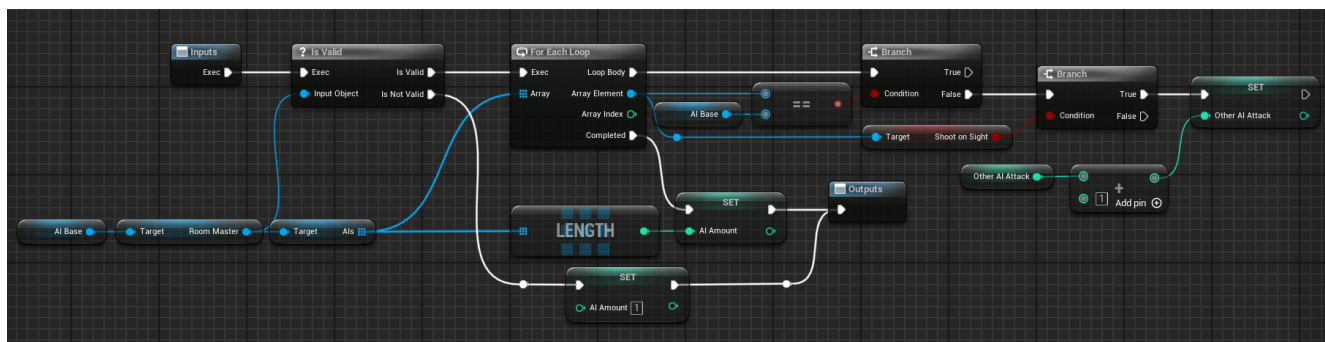 Inputs
Exec
? Is Valid
Exec Is Valid
Input Object Is Not Valid
For Each Loop
Exec Loop Body
Array Array Element
Array Index
Completed
AI Base
==
Branch
True
Condition False
Target Shoot on Sight
Branch
True
Condition False
SET
Other AI Attack
Other AI Attack
+
1 Add pin
AI Base
Target Room Master
Target AIs
LENGTH
SET
AI Amount
Outputs
SET
AI Amount 1